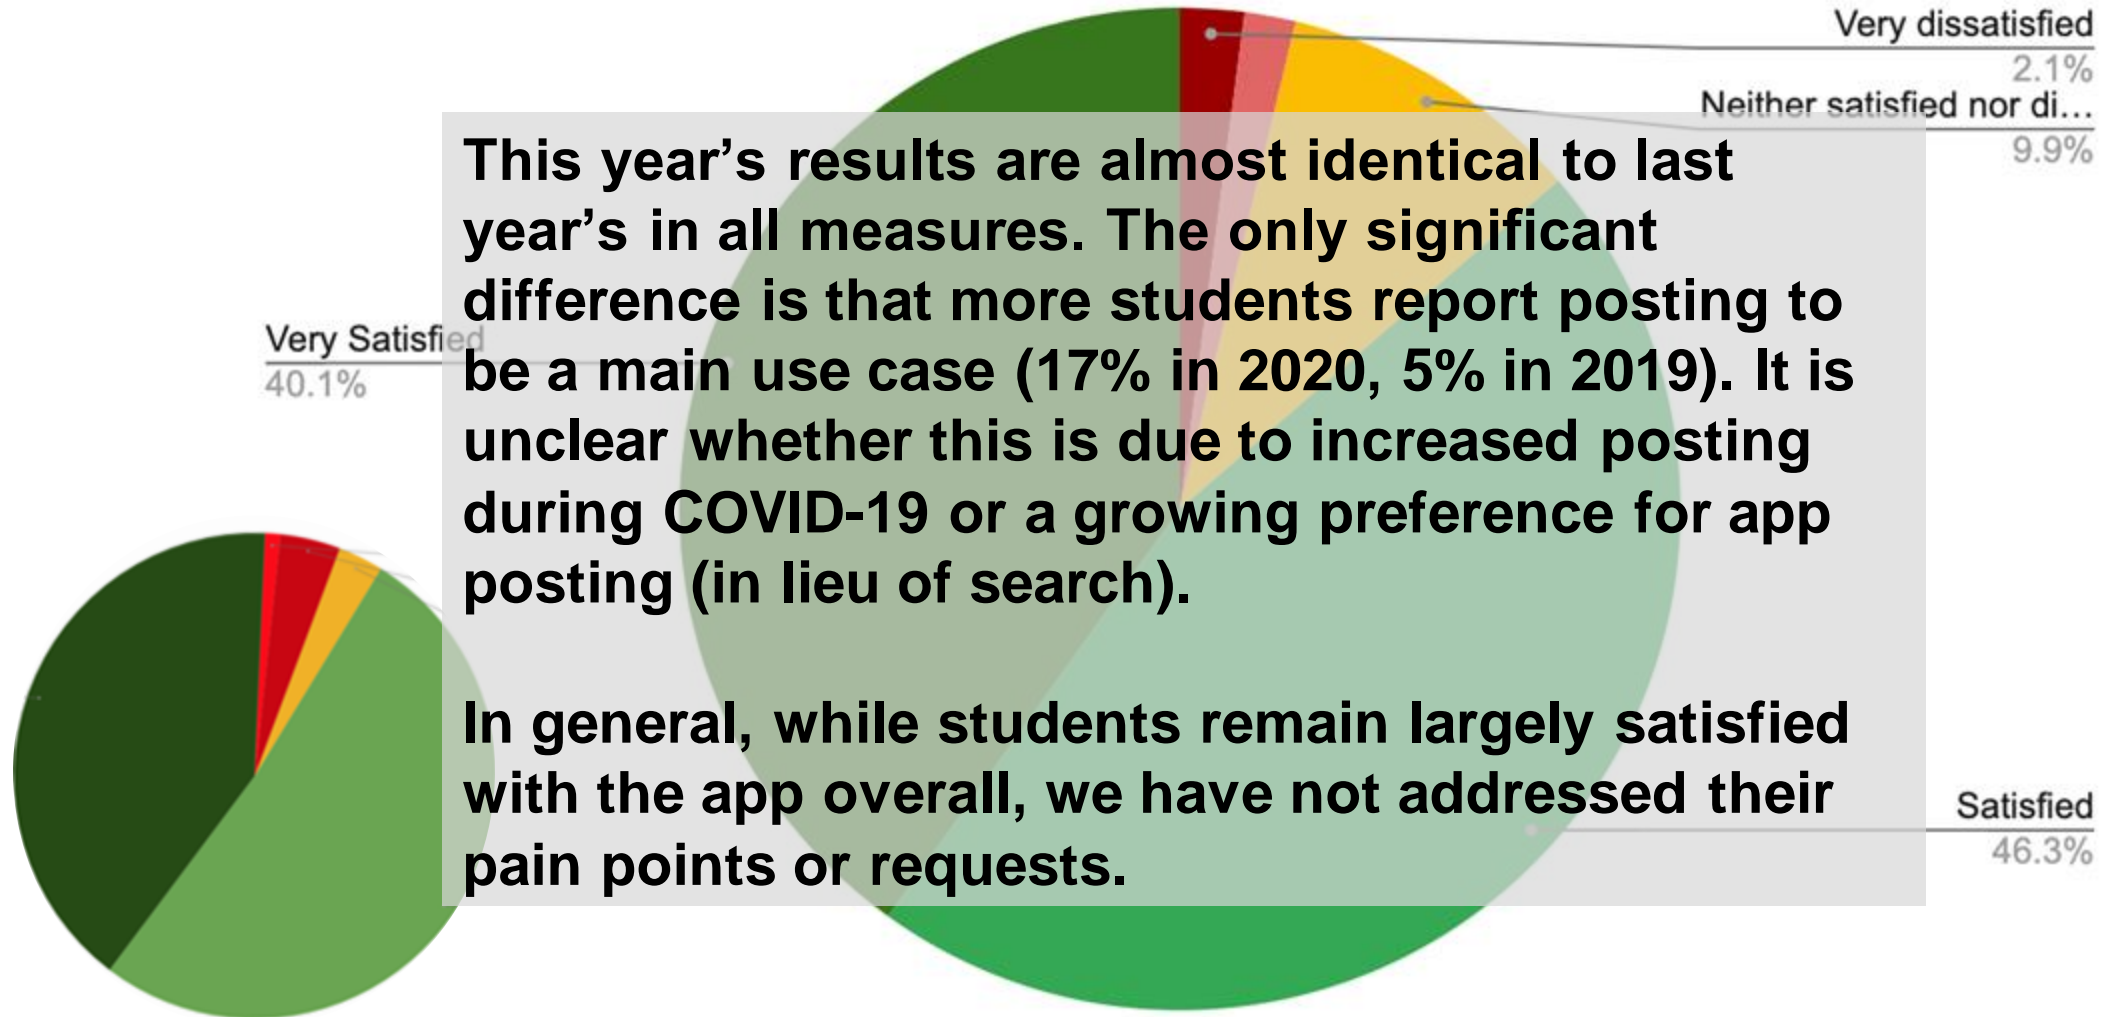 Very dissatisfied
2.1%
Neither satisfied nor di...
9.9%
This year’s results are almost identical to last
year’s in all measures. The only significant
difference is that more students report posting to
be a main use case (17% in 2020, 5% in 2019). It is
unclear whether this is due to increased posting
during COVID-19 or a growing preference for app
posting (in lieu of search).
In general, while students remain largely satisfied
with the app overall, we have not addressed their
pain points or requests.
Very Satisfied
40.1%
Satisfied
46.3%